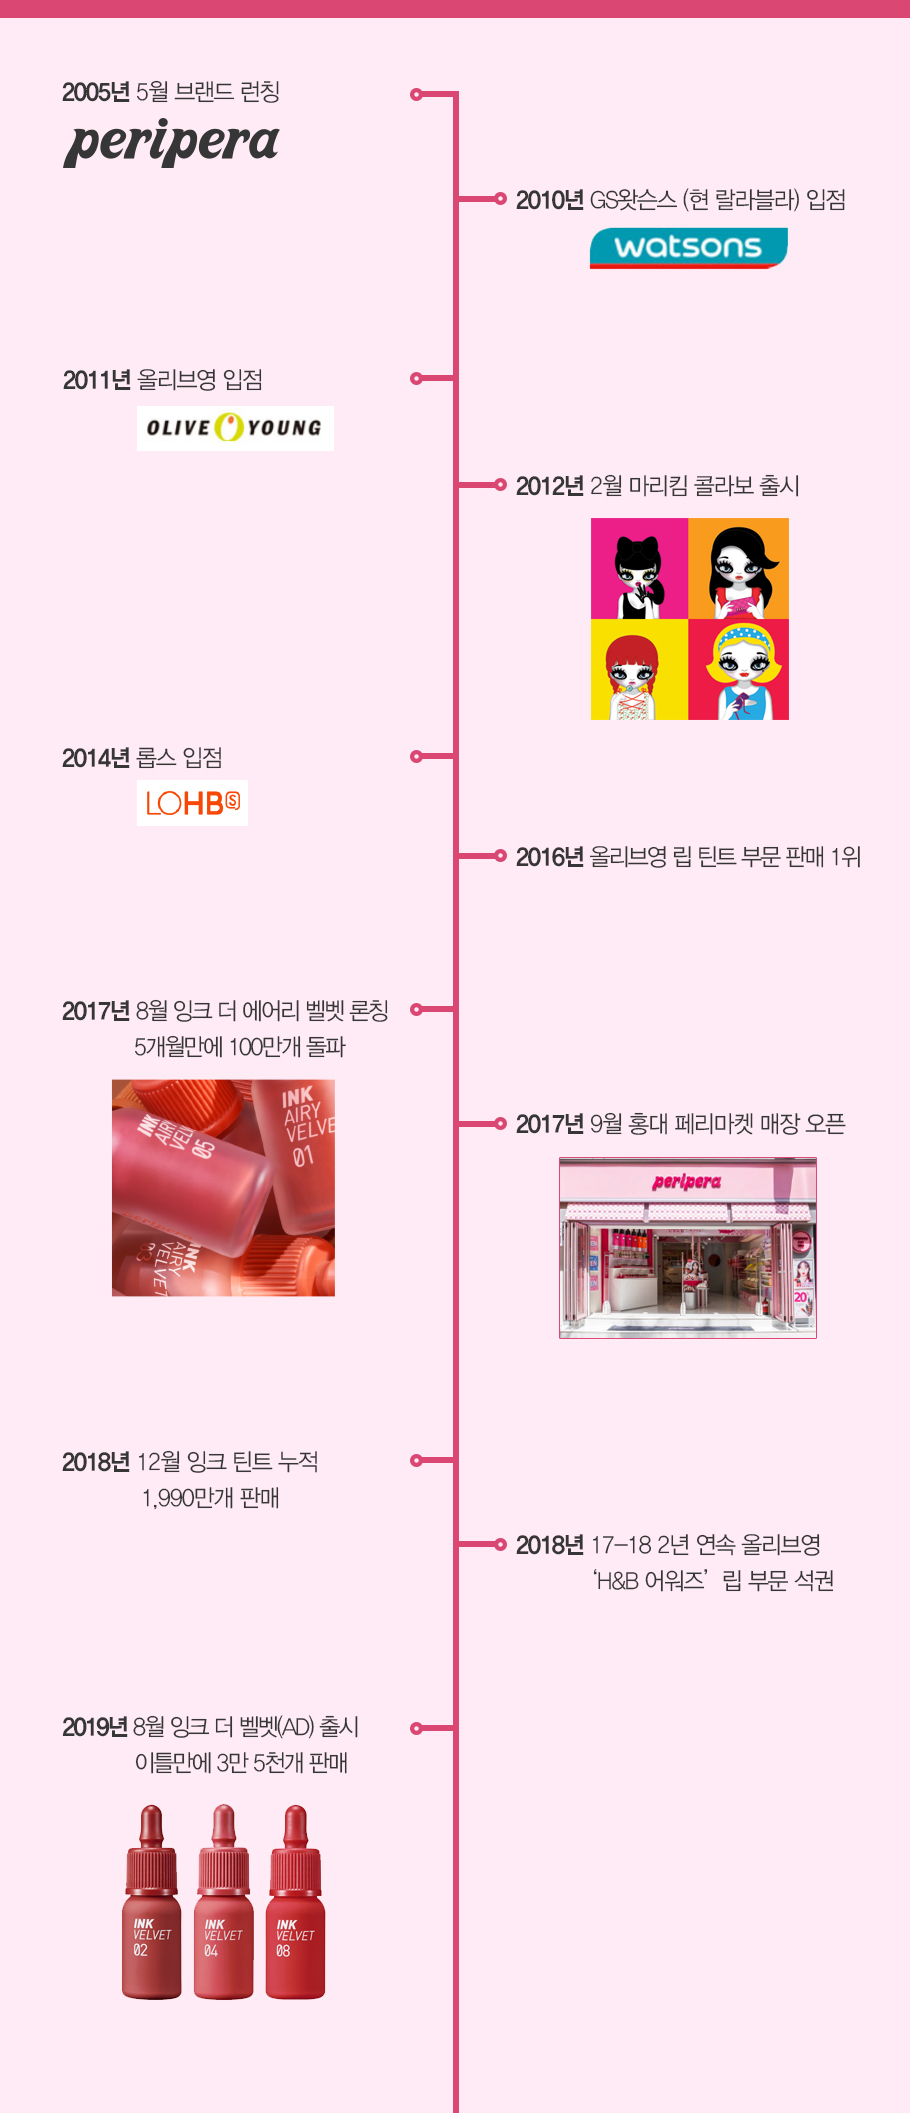 2005년 5월 브랜드 런칭
peripera
2010년 GS왓슨스 (현 랄라블라) 입점
watsons
2011년 올리브영 입점
OLIVE YOUNG
2012년 2월 마리킴 콜라보 출시
2014년 롭스 입점
LOHBS
2016년 올리브영 립 틴트 부문 판매 1위
2017년 8월 잉크 더 에어리 벨벳 론칭
5개월만에 100만개 돌파
INK
AIRY
VELVE
01
INK
AIRY
VELV
05
INK
AIRY
VELVET
03
2017년 9월 홍대 페리마켓 매장 오픈
peripera
20
2018년 12월 잉크 틴트 누적
1,990만개 판매
2018년 17-18 2년 연속 올리브영
‘H&B 어워즈’ 립 부문 석권
2019년 8월 잉크 더 벨벳(AD) 출시
이틀만에 3만 5천개 판매
INK
VELVET
02
INK
VELVET
04
INK
VELVET
08